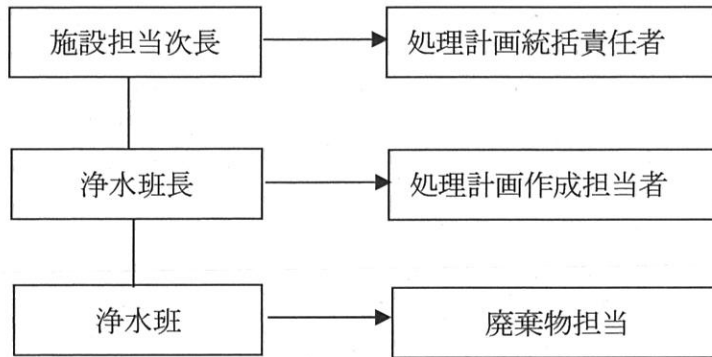 施設担当次長
処理計画統括責任者
浄水班長
処理計画作成担当者
浄水班
廃棄物担当